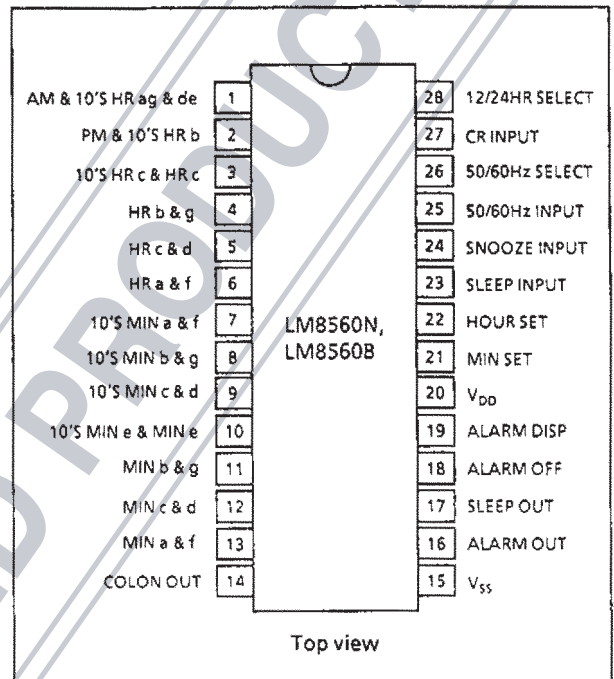 AM & 10'S HR ag & de 1 28 12/24HR SELECT
PM & 10'S HR b 2 27 CR INPUT
10'S HR c & HR c 3 26 50/60Hz SELECT
HR b & g 4 25 50/60Hz INPUT
HR c & d 5 24 SNOOZE INPUT
HR a & f 6 23 SLEEP INPUT
10'S MIN a & f 7 LM8560N, 22 HOUR SET
10'S MIN b & g 8 LM8560B 21 MIN SET
10'S MIN c & d 9 20 VDD
10'S MIN e & MIN e 10 19 ALARM DISP
MIN b & g 11 18 ALARM OFF
MIN c & d 12 17 SLEEP OUT
MIN a & f 13 16 ALARM OUT
COLON OUT 14 15 VSS
Top view
D PRODUCT